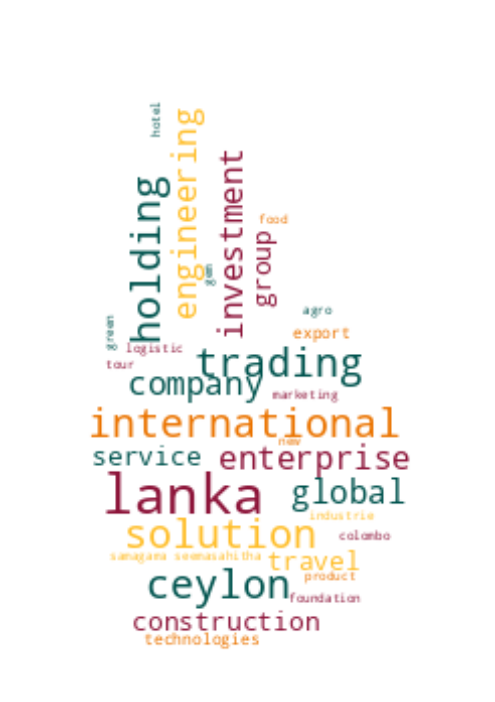 hotel
engineering
holding
investment
food
group
gem
agro
green
export
logistic
trading
tour
company
marketing
international
new
service
enterprise
lanka
global
industrie
solution
colombo
samagama seemasahitha
travel
product
ceylon
foundation
construction
technologies